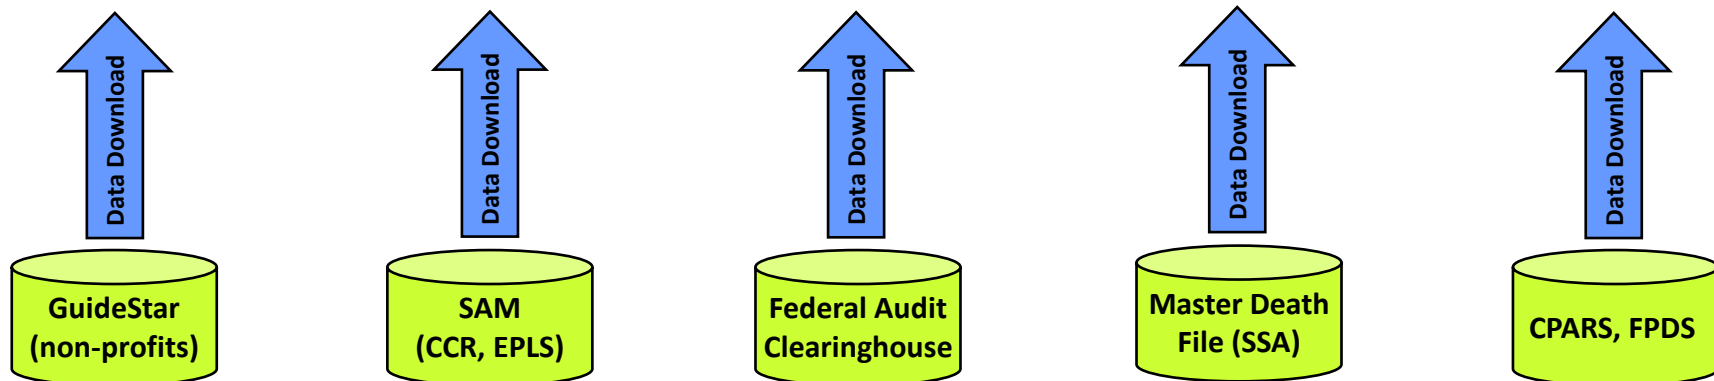 Data Download
Data Download
Data Download
Data Download
Data Download
GuideStar
(non-profits)
SAM
(CCR, EPLS)
Federal Audit
Clearinghouse
Master Death
File (SSA)
CPARS, FPDS